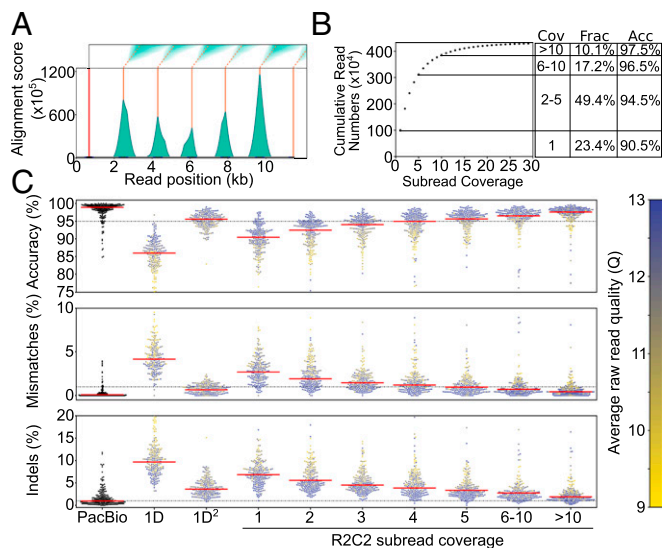 A
Alignment score
(x10⁵)
1200
600
0
0 2 4 6 8 10 12
Read position (kb)
B
Cumulative Read
Numbers (x10⁴)
400
300
200
100
0 5 10 15 20 25 30
Subread Coverage
Cov Frac Acc
>10 10.1% 97.5%
6-10 17.2% 96.5%
2-5 49.4% 94.5%
1 23.4% 90.5%
C
Accuracy (%)
100
95
90
85
80
75
Mismatches (%)
10
5
0
Indels (%)
20
15
10
5
0
PacBio 1D 1D² 1 2 3 4 5 6-10 >10
R2C2 subread coverage
Average raw read quality (Q)
13
12
11
10
9